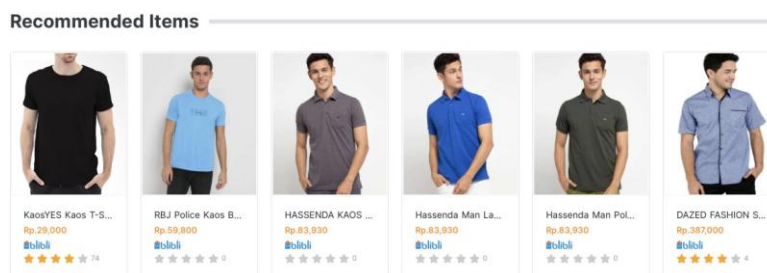 Recommended Items
KaosYES Kaos T-S...
Rp.29,000
blibli
74
RBJ Police Kaos B...
Rp.59,800
blibli
0
HASSENDA KAOS ...
Rp.83,930
blibli
0
Hassenda Man La...
Rp.83,930
blibli
0
Hassenda Man Pol...
Rp.83,930
blibli
0
DAZED FASHION S...
Rp.387,000
blibli
4